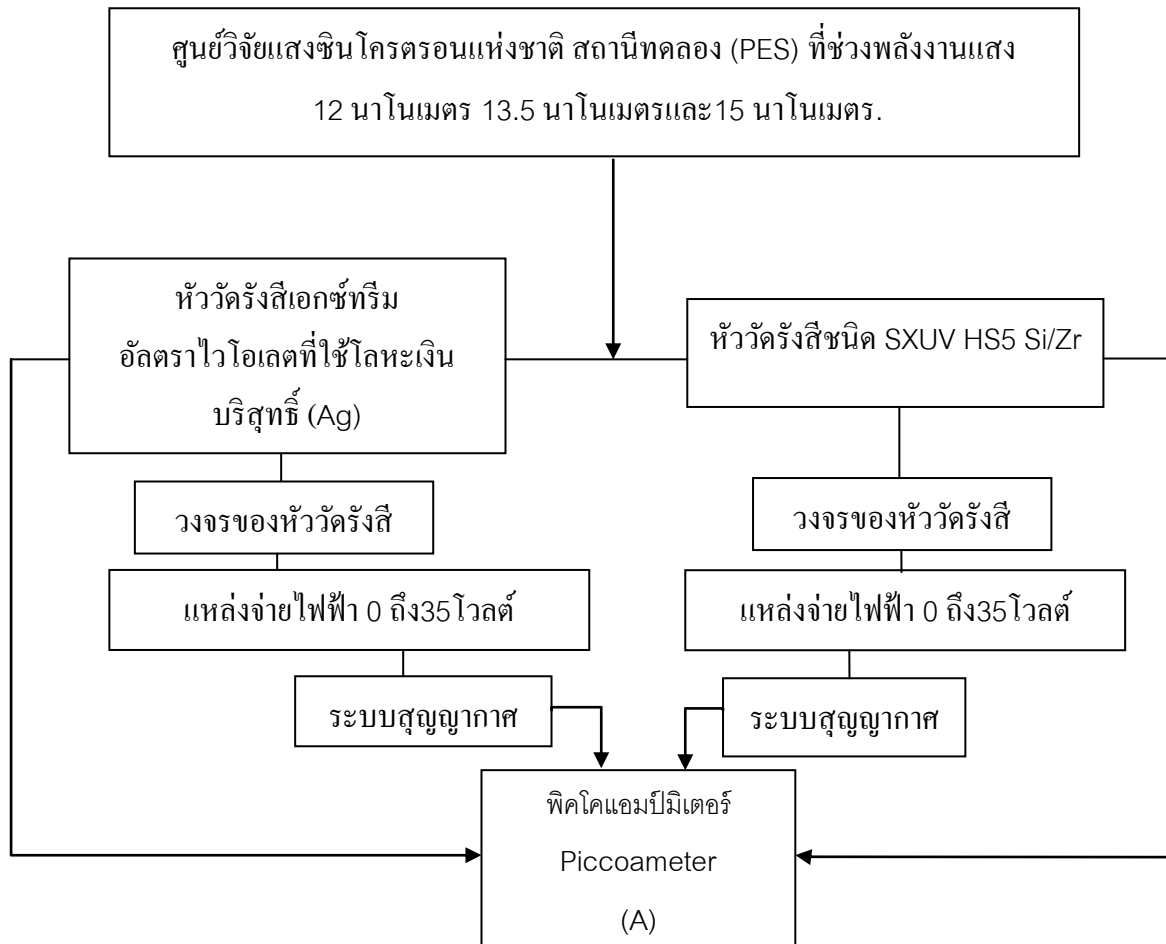 ศูนย์วิจัยแสงซินโครตรอนแห่งชาติ สถานีทดลอง (PES) ที่ช่วงพลังงานแสง
12 นาโนเมตร 13.5 นาโนเมตรและ15 นาโนเมตร.
หัววัดรังสีเอกซ์ทรีม
อัลตราไวโอเลตที่ใช้โลหะเงิน
บริสุทธิ์ (Ag)
หัววัดรังสีชนิด SXUV HS5 Si/Zr
วงจรของหัววัดรังสี
วงจรของหัววัดรังสี
แหล่งจ่ายไฟฟ้า 0 ถึง35โวลต์
แหล่งจ่ายไฟฟ้า 0 ถึง35โวลต์
ระบบสุญญากาศ
ระบบสุญญากาศ
พิคโคแอมป์มิเตอร์
Piccoameter
(A)